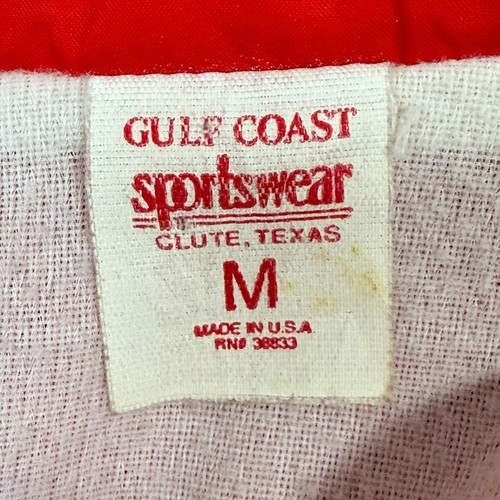 GULF COAST
sportswear
CLUTE, TEXAS
M
MADE IN U.S.A.
RN# 38833